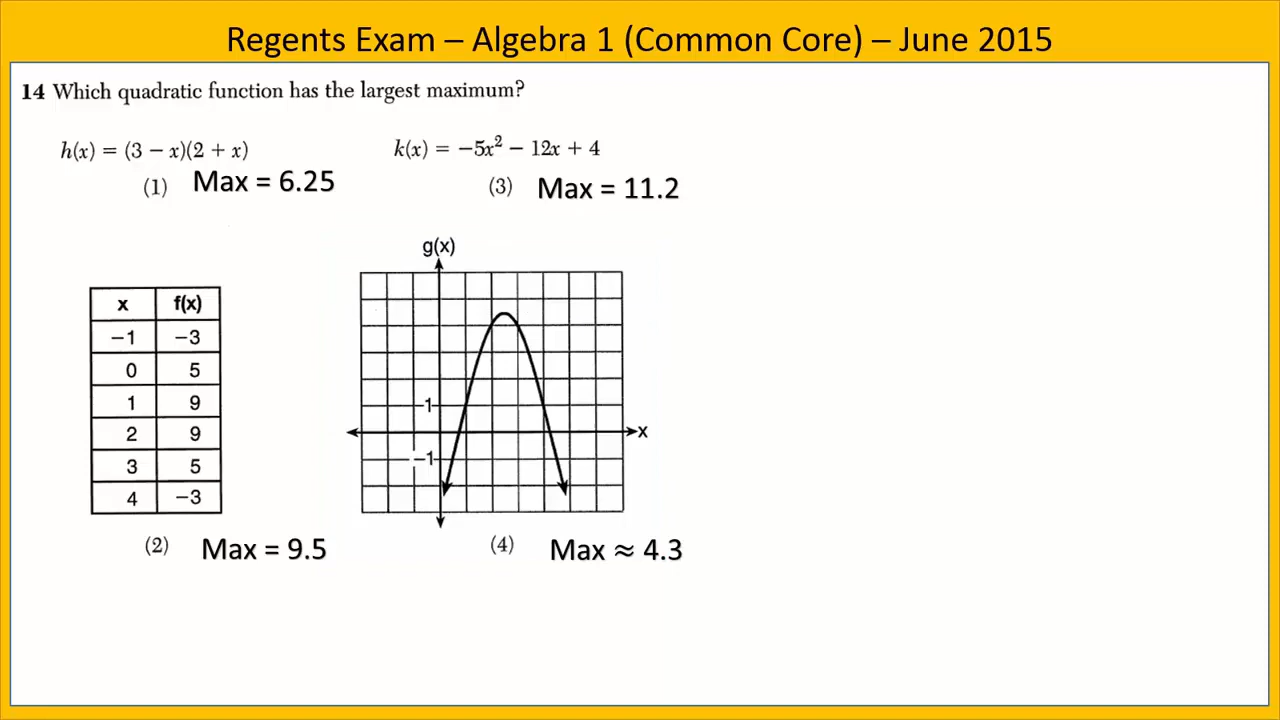 Regents Exam – Algebra 1 (Common Core) – June 2015
14 Which quadratic function has the largest maximum?
h(x) = (3 − x)(2 + x)
(1) Max = 6.25
k(x) = −5x² − 12x + 4
(3) Max = 11.2
x f(x)
−1 −3
0 5
1 9
2 9
3 5
4 −3
(2) Max = 9.5
g(x)
1
x
−1
(4) Max ≈ 4.3